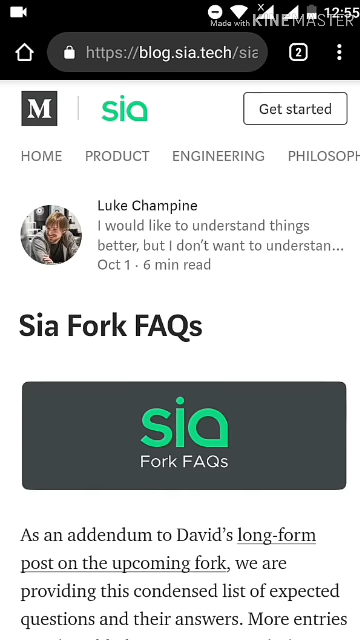 12:55
Made with KINEMASTER
https://blog.sia.tech/sia
2
M
sia
Get started
HOME PRODUCT ENGINEERING PHILOSOPH
Luke Champine
I would like to understand things
better, but I don’t want to understan...
Oct 1 · 6 min read
Sia Fork FAQs
sia
Fork FAQs
As an addendum to David’s long-form
post on the upcoming fork, we are
providing this condensed list of expected
questions and their answers. More entries